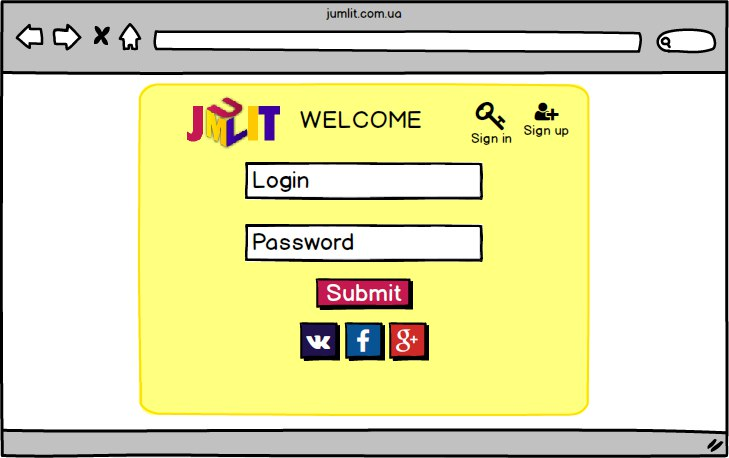 jumlit.com.ua
JUMLIT
WELCOME
Sign in
Sign up
Login
Password
Submit
f
g+